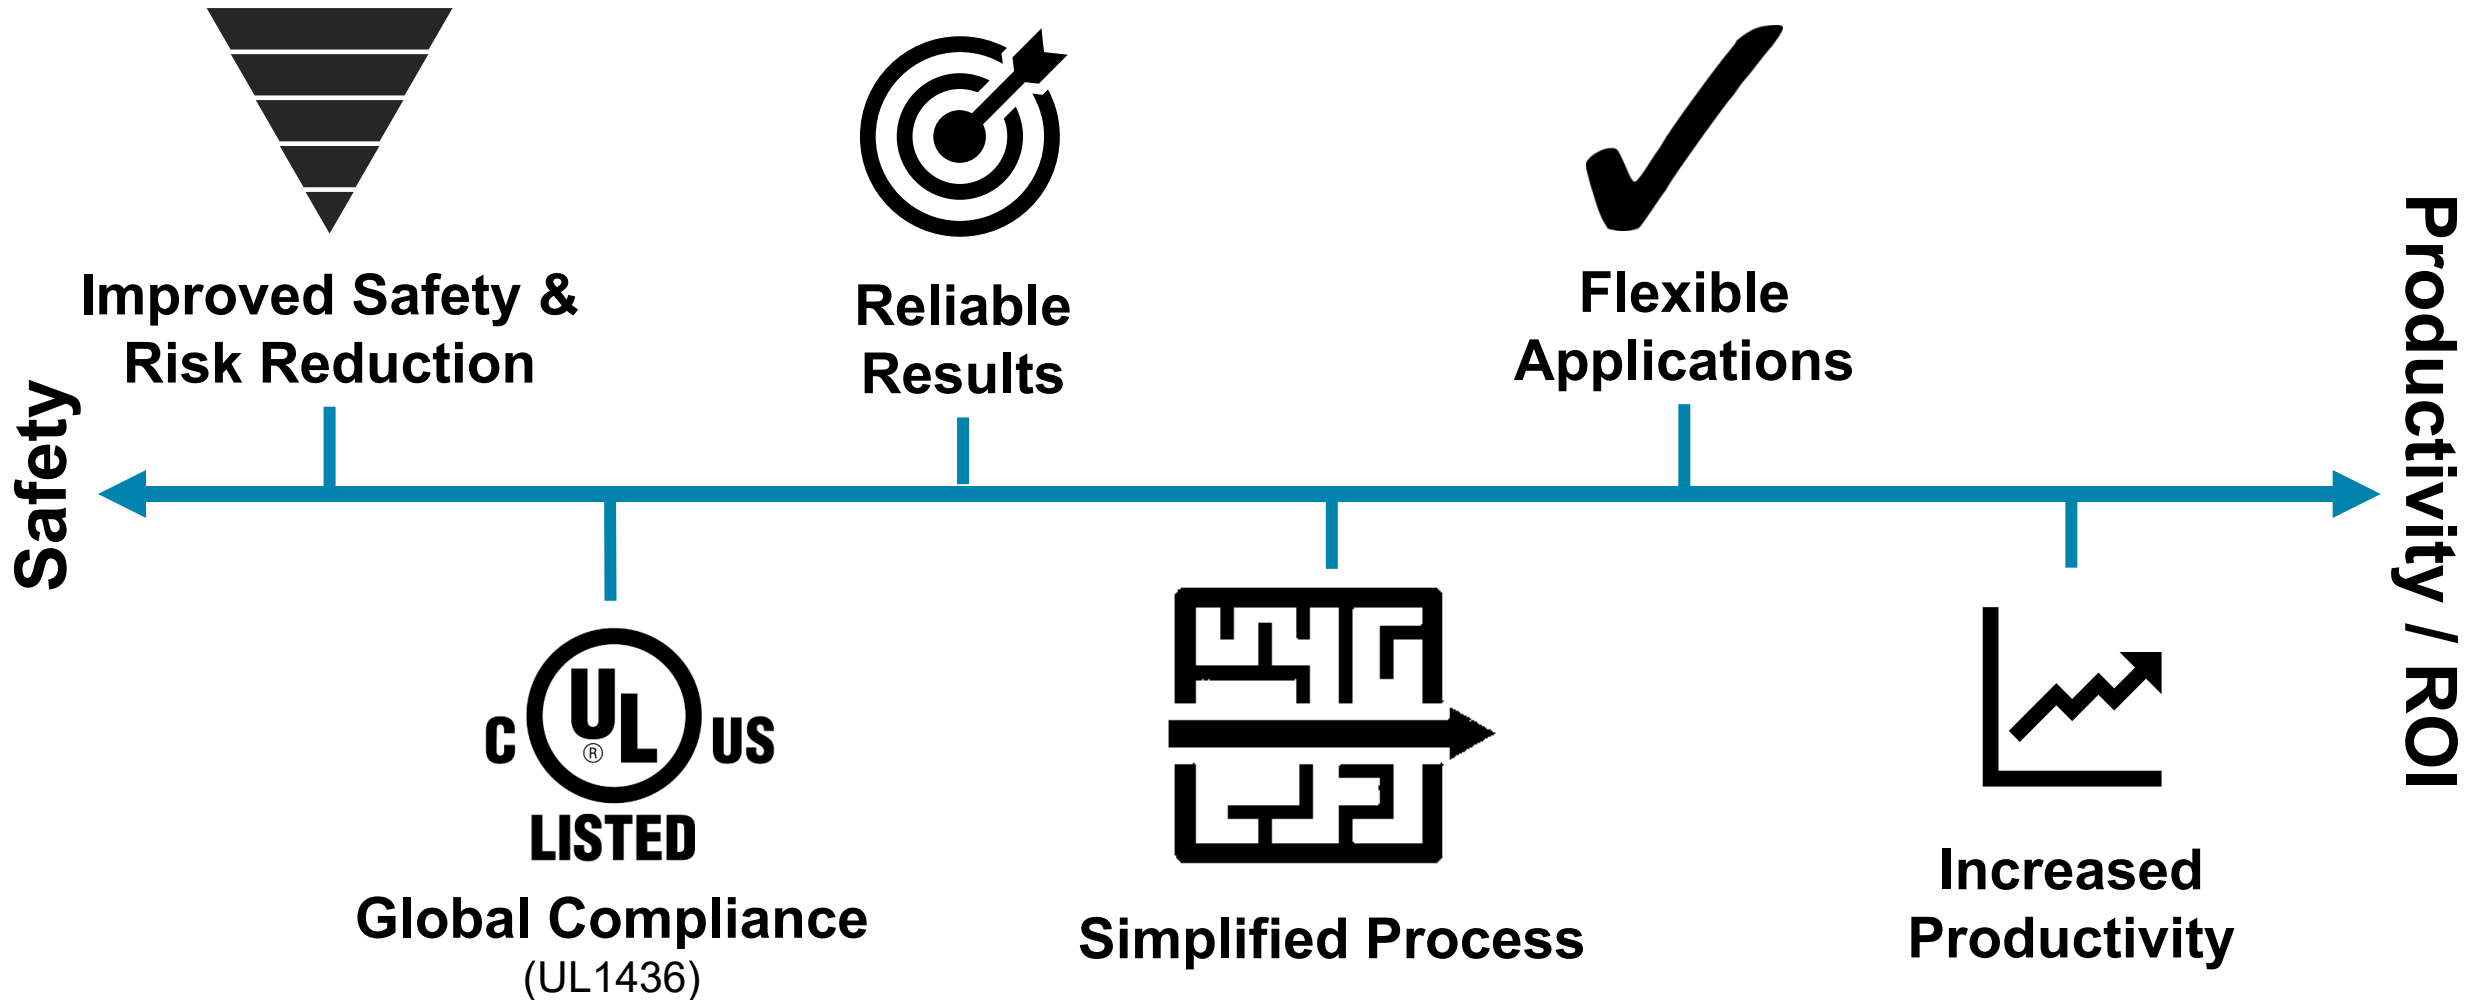 Improved Safety &
Risk Reduction
Reliable
Results
Flexible
Applications
Safety
Productivity / ROI
C UL® US
LISTED
Global Compliance
(UL1436)
Simplified Process
Increased
Productivity